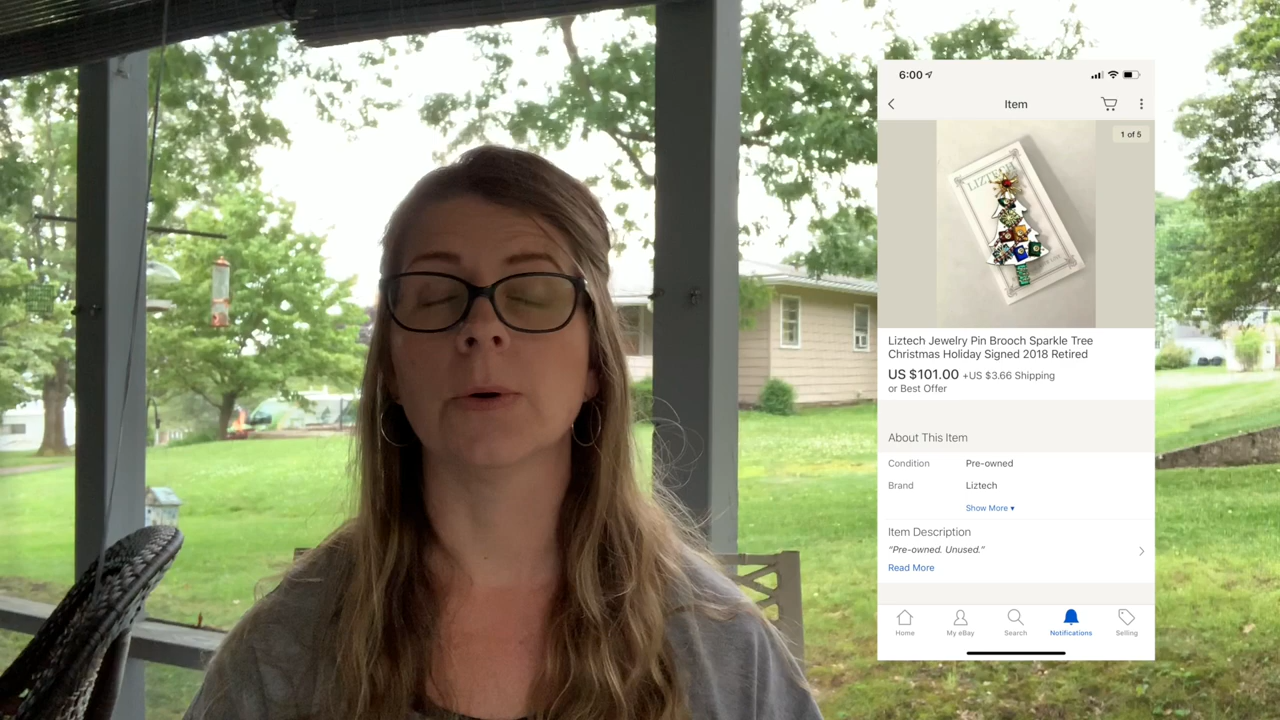 6:00
Item
1 of 5
LIZTECH
Liztech Jewelry Pin Brooch Sparkle Tree
Christmas Holiday Signed 2018 Retired
US $101.00 +US $3.66 Shipping
or Best Offer
About This Item
Condition Pre-owned
Brand Liztech
Show More ▾
Item Description
“Pre-owned. Unused.”
Read More
Home My eBay Search Notifications Selling